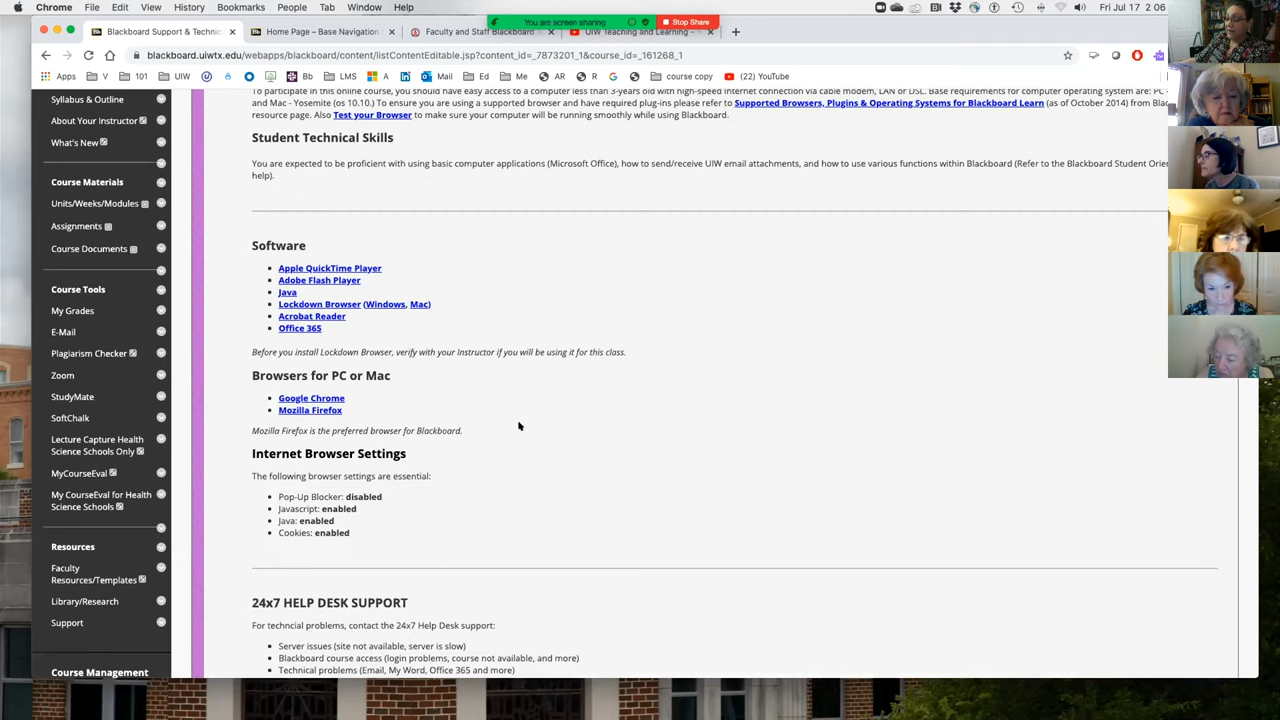 Chrome File Edit View History Bookmarks People Tab Window Help
You are screen sharing Stop Share
Fri Jul 17 2:06
Blackboard Support & Technic
Home Page – Base Navigation
Faculty and Staff Blackboard
UIW Teaching and Learning -
blackboard.uiwtx.edu/webapps/blackboard/content/listContentEditable.jsp?content_id=_7873201_1&course_id=_161268_1
Apps V 101 UIW Bb LMS A Mail Ed Me AR R course copy (22) YouTube
Syllabus & Outline
About Your Instructor
What's New
Course Materials
Units/Weeks/Modules
Assignments
Course Documents
Course Tools
My Grades
E-Mail
Plagiarism Checker
Zoom
StudyMate
SoftChalk
Lecture Capture Health
Science Schools Only
MyCourseEval
My CourseEval for Health
Science Schools
Resources
Faculty
Resources/Templates
Library/Research
Support
Course Management
To participate in this online course, you should have easy access to a computer less than 3-years old with high-speed internet connection via cable modem, LAN or DSL. Base requirements for computer operating system are: PC -
and Mac - Yosemite (os 10.10.) To ensure you are using a supported browser and have required plug-ins please refer to Supported Browsers, Plugins & Operating Systems for Blackboard Learn (as of October 2014) from Blac
resource page. Also Test your Browser to make sure your computer will be running smoothly while using Blackboard.
Student Technical Skills
You are expected to be proficient with using basic computer applications (Microsoft Office), how to send/receive UIW email attachments, and how to use various functions within Blackboard (Refer to the Blackboard Student Orie
help).
Software
Apple QuickTime Player
Adobe Flash Player
Java
Lockdown Browser (Windows, Mac)
Acrobat Reader
Office 365
Before you install Lockdown Browser, verify with your Instructor if you will be using it for this class.
Browsers for PC or Mac
Google Chrome
Mozilla Firefox
Mozilla Firefox is the preferred browser for Blackboard.
Internet Browser Settings
The following browser settings are essential:
Pop-Up Blocker: disabled
Javascript: enabled
Java: enabled
Cookies: enabled
24x7 HELP DESK SUPPORT
For techncial problems, contact the 24x7 Help Desk support:
Server issues (site not available, server is slow)
Blackboard course access (login problems, course not available, and more)
Technical problems (Email, My Word, Office 365 and more)